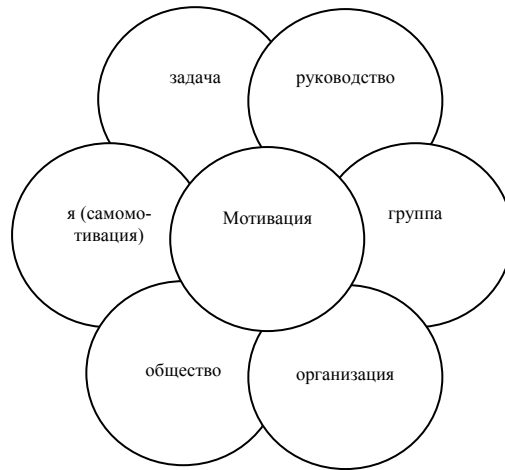 задача
руководство
я (самомо-
тивация)
Мотивация
группа
общество
организация